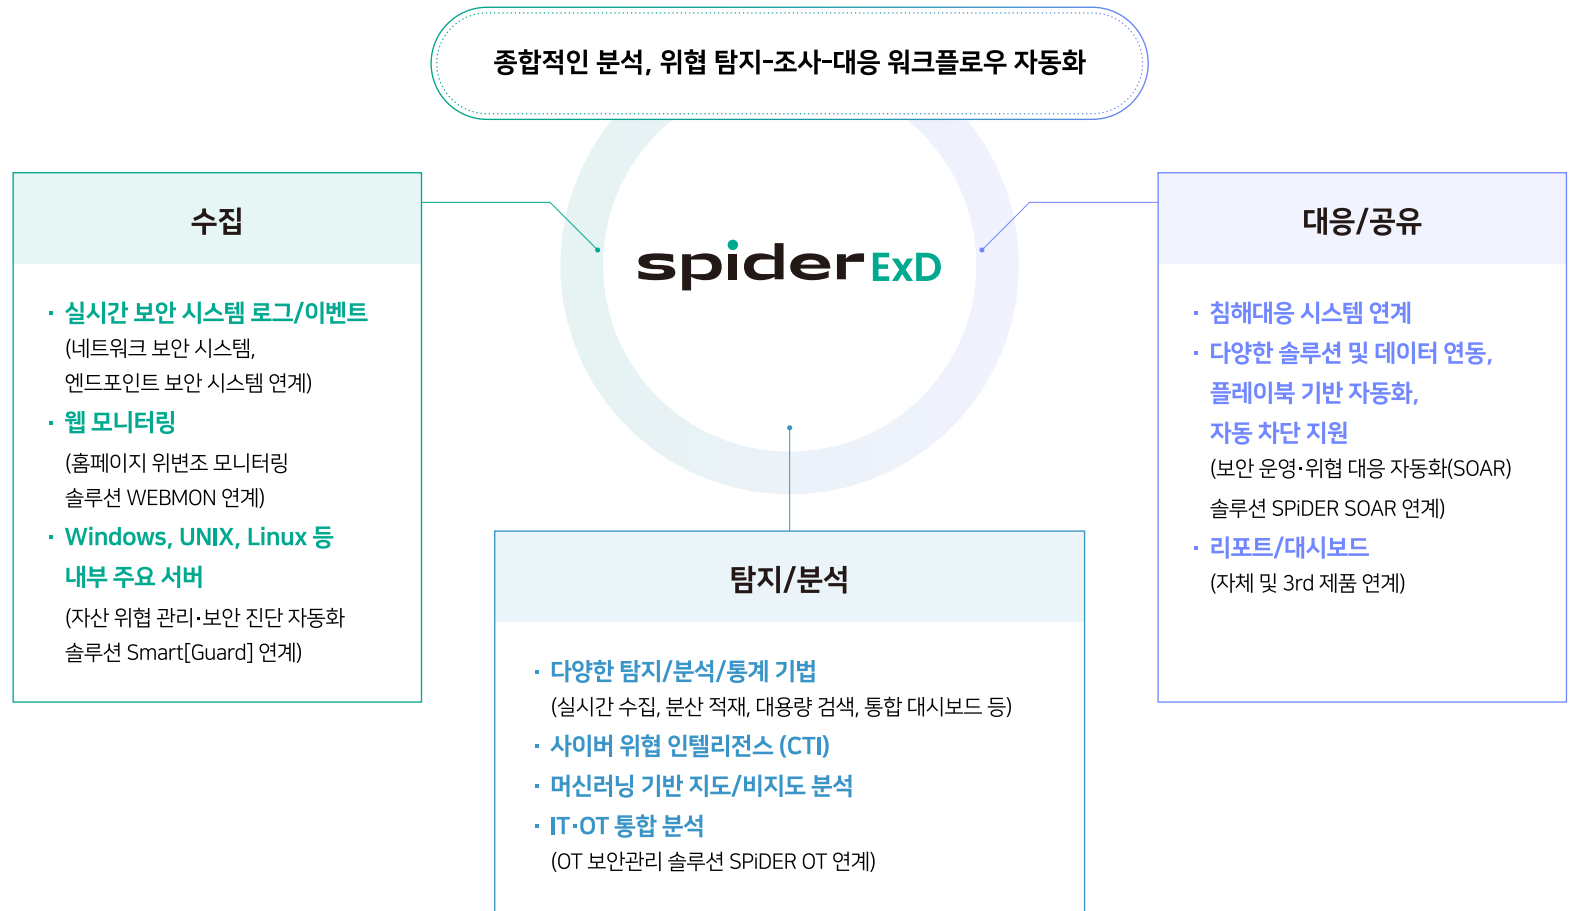 종합적인 분석, 위협 탐지-조사-대응 워크플로우 자동화
spider ExD
수집
· 실시간 보안 시스템 로그/이벤트
(네트워크 보안 시스템,
엔드포인트 보안 시스템 연계)
· 웹 모니터링
(홈페이지 위변조 모니터링
솔루션 WEBMON 연계)
· Windows, UNIX, Linux 등
내부 주요 서버
(자산 위협 관리·보안 진단 자동화
솔루션 Smart[Guard] 연계)
탐지/분석
· 다양한 탐지/분석/통계 기법
(실시간 수집, 분산 적재, 대용량 검색, 통합 대시보드 등)
· 사이버 위협 인텔리전스 (CTI)
· 머신러닝 기반 지도/비지도 분석
· IT·OT 통합 분석
(OT 보안관리 솔루션 SPiDER OT 연계)
대응/공유
· 침해대응 시스템 연계
· 다양한 솔루션 및 데이터 연동,
플레이북 기반 자동화,
자동 차단 지원
(보안 운영·위협 대응 자동화(SOAR)
솔루션 SPiDER SOAR 연계)
· 리포트/대시보드
(자체 및 3rd 제품 연계)